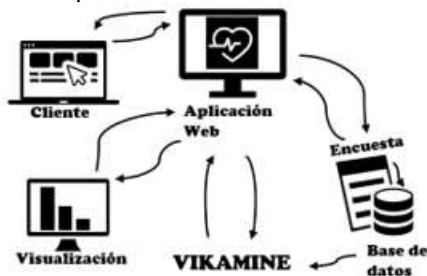 Cliente
Aplicación
Web
Encuesta
Visualización
VIKAMINE
Base de
datos